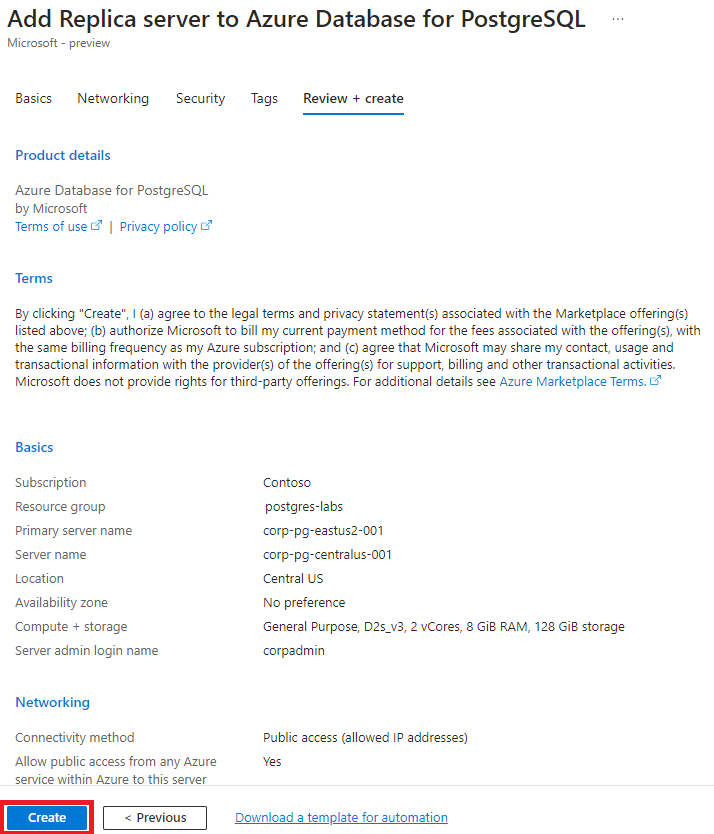 Add Replica server to Azure Database for PostgreSQL ...
Microsoft - preview
Basics Networking Security Tags Review + create
Product details
Azure Database for PostgreSQL
by Microsoft
Terms of use | Privacy policy
Terms
By clicking "Create", I (a) agree to the legal terms and privacy statement(s) associated with the Marketplace offering(s)
listed above; (b) authorize Microsoft to bill my current payment method for the fees associated with the offering(s), with
the same billing frequency as my Azure subscription; and (c) agree that Microsoft may share my contact, usage and
transactional information with the provider(s) of the offering(s) for support, billing and other transactional activities.
Microsoft does not provide rights for third-party offerings. For additional details see Azure Marketplace Terms.
Basics
Subscription Contoso
Resource group postgres-labs
Primary server name corp-pg-eastus2-001
Server name corp-pg-centralus-001
Location Central US
Availability zone No preference
Compute + storage General Purpose, D2s_v3, 2 vCores, 8 GiB RAM, 128 GiB storage
Server admin login name corpadmin
Networking
Connectivity method Public access (allowed IP addresses)
Allow public access from any Azure Yes
service within Azure to this server
Create < Previous Download a template for automation